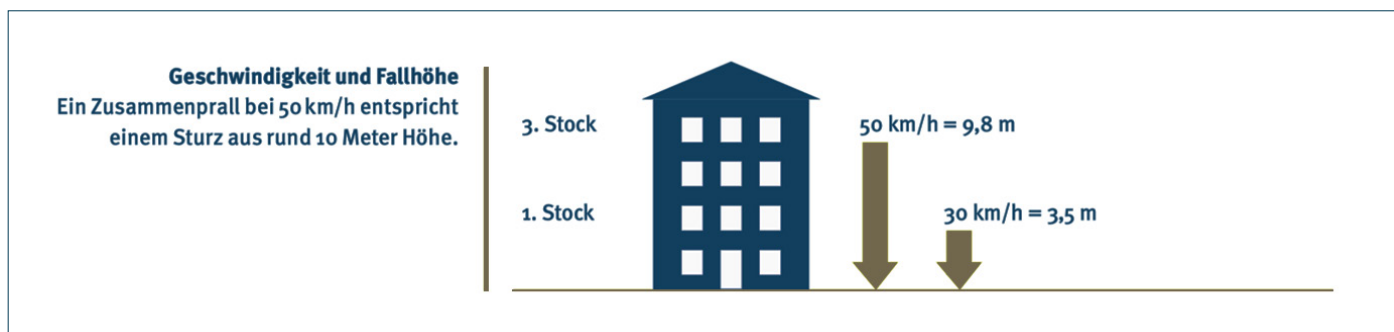 Geschwindigkeit und Fallhöhe
Ein Zusammenprall bei 50 km/h entspricht
einem Sturz aus rund 10 Meter Höhe.
3. Stock
50 km/h = 9,8 m
1. Stock
30 km/h = 3,5 m